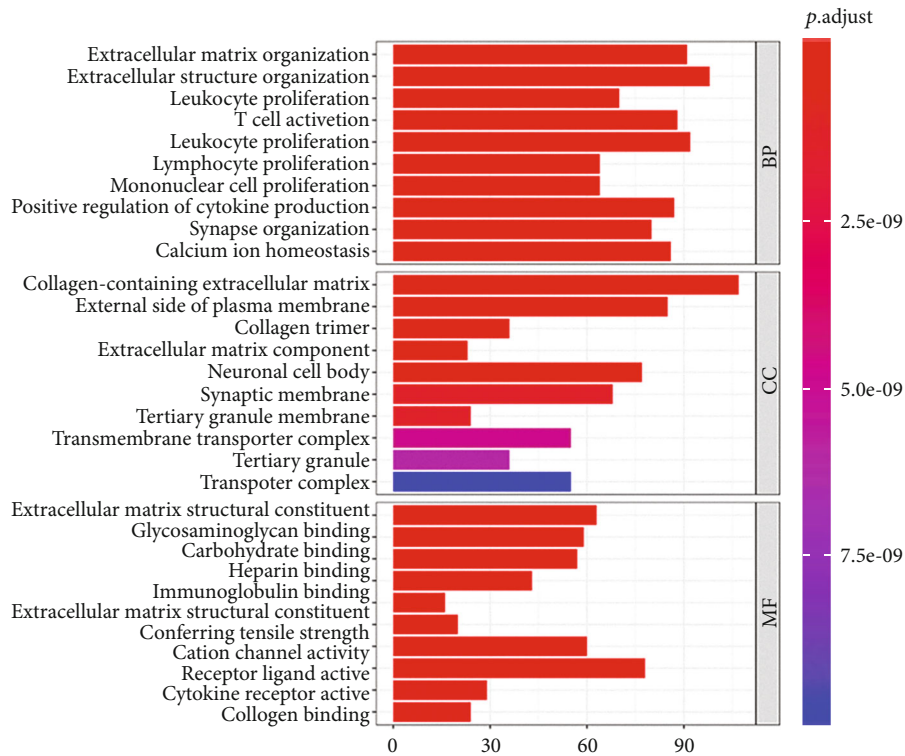 p.adjust
Extracellular matrix organization
Extracellular structure organization
Leukocyte proliferation
T cell activetion
Leukocyte proliferation
Lymphocyte proliferation
Mononuclear cell proliferation
Positive regulation of cytokine production
Synapse organization
Calcium ion homeostasis
BP
Collagen-containing extracellular matrix
External side of plasma membrane
Collagen trimer
Extracellular matrix component
Neuronal cell body
Synaptic membrane
Tertiary granule membrane
Transmembrane transporter complex
Tertiary granule
Transpoter complex
CC
Extracellular matrix structural constituent
Glycosaminoglycan binding
Carbohydrate binding
Heparin binding
Immunoglobulin binding
Extracellular matrix structural constituent
Conferring tensile strength
Cation channel activity
Receptor ligand active
Cytokine receptor active
Collogen binding
MF
0 30 60 90
2.5e-09
5.0e-09
7.5e-09